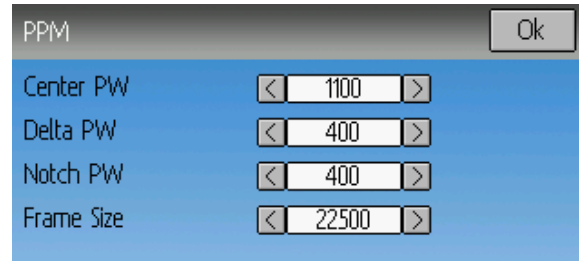 PPM Ok
Center PW < 1100 >
Delta PW < 400 >
Notch PW < 400 >
Frame Size < 22500 >